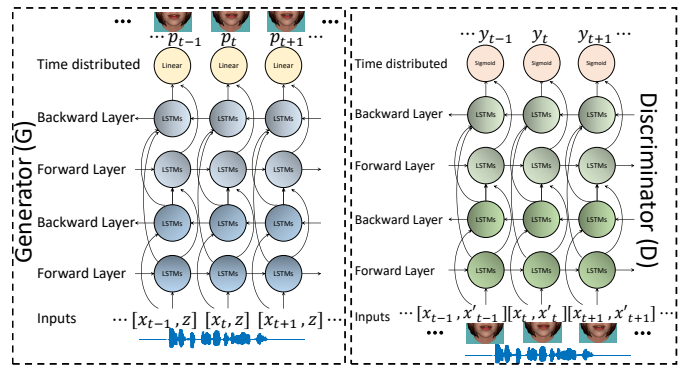 Generator (G)
··· p_{t-1} p_t p_{t+1} ···
Time distributed Linear Linear Linear
Backward Layer LSTMs LSTMs LSTMs
Forward Layer LSTMs LSTMs LSTMs
Backward Layer LSTMs LSTMs LSTMs
Forward Layer LSTMs LSTMs LSTMs
Inputs ··· [x_{t-1}, z] [x_t, z] [x_{t+1}, z] ···
Discriminator (D)
··· y_{t-1} y_t y_{t+1} ···
Time distributed Sigmoid Sigmoid Sigmoid
Backward Layer LSTMs LSTMs LSTMs
Forward Layer LSTMs LSTMs LSTMs
Backward Layer LSTMs LSTMs LSTMs
Forward Layer LSTMs LSTMs LSTMs
Inputs ··· [x_{t-1}, x'_{t-1}][x_t, x'_t][x_{t+1}, x'_{t+1}] ···